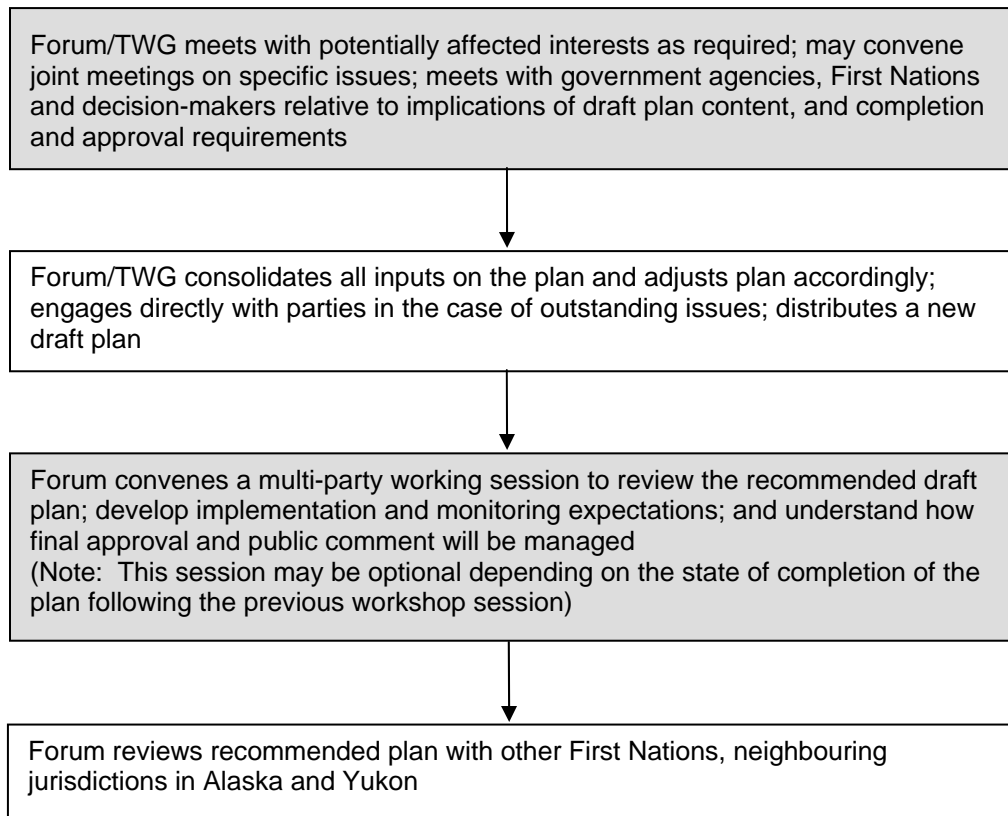 Forum/TWG meets with potentially affected interests as required; may convene
joint meetings on specific issues; meets with government agencies, First Nations
and decision-makers relative to implications of draft plan content, and completion
and approval requirements
Forum/TWG consolidates all inputs on the plan and adjusts plan accordingly;
engages directly with parties in the case of outstanding issues; distributes a new
draft plan
Forum convenes a multi-party working session to review the recommended draft
plan; develop implementation and monitoring expectations; and understand how
final approval and public comment will be managed
(Note:  This session may be optional depending on the state of completion of the
plan following the previous workshop session)
Forum reviews recommended plan with other First Nations, neighbouring
jurisdictions in Alaska and Yukon